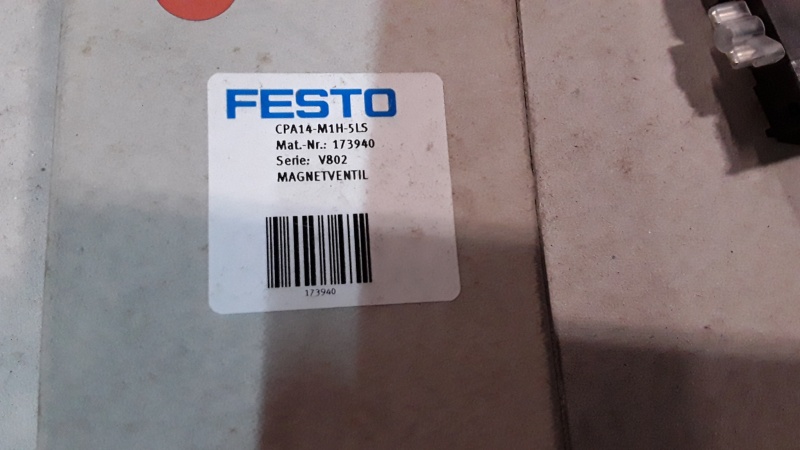 FESTO
CPA14-M1H-5LS
Mat.-Nr.: 173940
Serie: V802
MAGNETVENTIL
173940